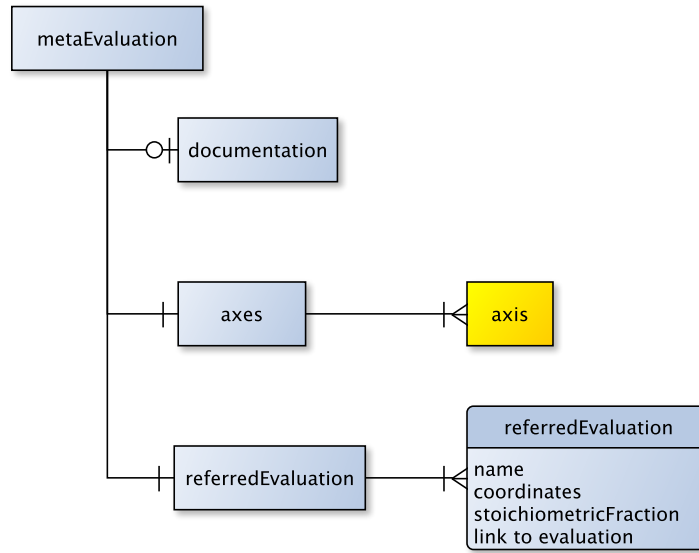 metaEvaluation
documentation
axes
axis
referredEvaluation
referredEvaluation
name
coordinates
stoichiometricFraction
link to evaluation